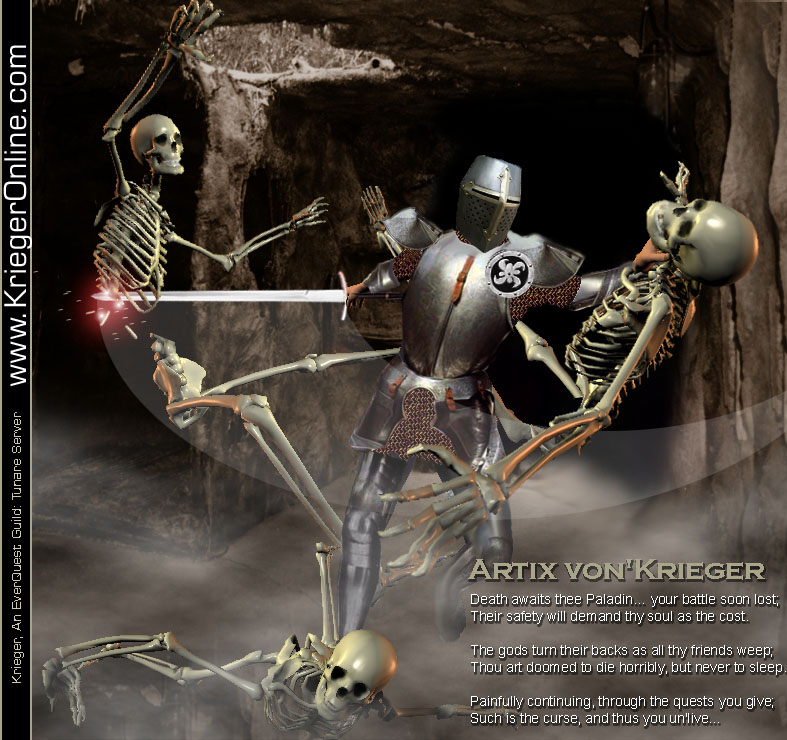 www.KriegerOnline.com
Krieger, An EverQuest Guild: Tunare Server
Artix von'Krieger
Death awaits thee Paladin... your battle soon lost;
Their safety will demand thy soul as the cost.
The gods turn their backs as all thy friends weep;
Thou art doomed to die horribly, but never to sleep.
Painfully continuing, through the quests you give;
Such is the curse, and thus you un'live...